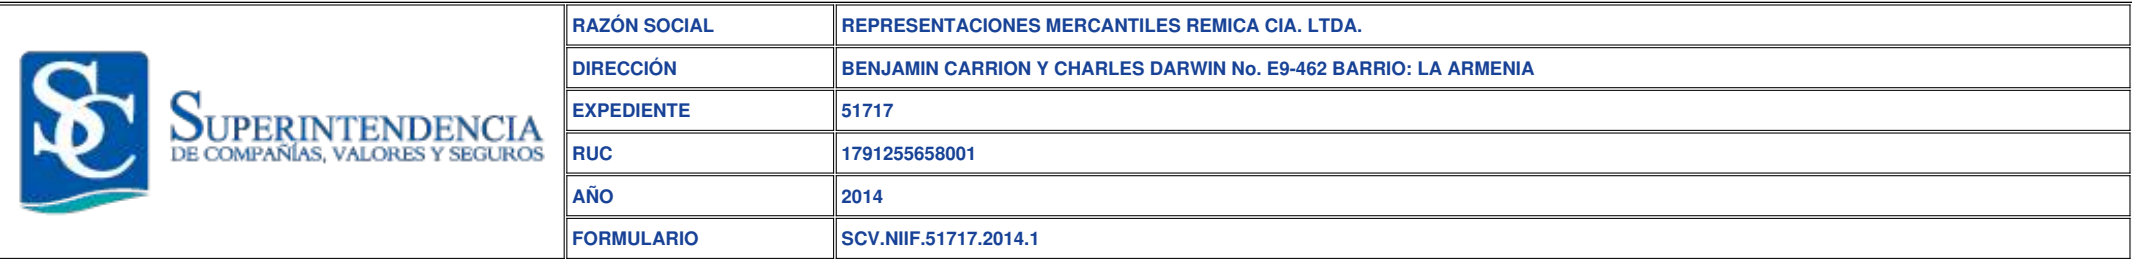 SC
SUPERINTENDENCIA
DE COMPAÑÍAS, VALORES Y SEGUROS
RAZÓN SOCIAL REPRESENTACIONES MERCANTILES REMICA CIA. LTDA.
DIRECCIÓN BENJAMIN CARRION Y CHARLES DARWIN No. E9-462 BARRIO: LA ARMENIA
EXPEDIENTE 51717
RUC 1791255658001
AÑO 2014
FORMULARIO SCV.NIIF.51717.2014.1